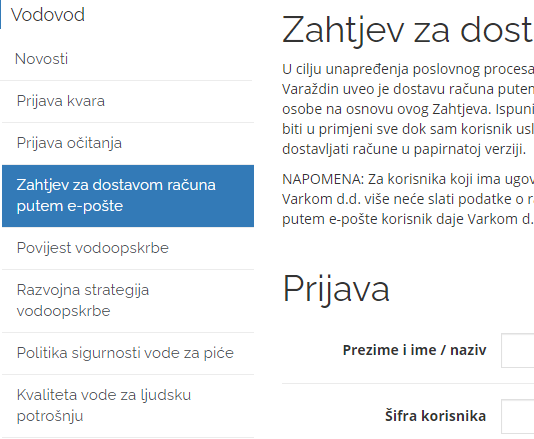 Vodovod
Novosti
Prijava kvara
Prijava očitanja
Zahtjev za dostavom računa
putem e-pošte
Povijest vodoopskrbe
Razvojna strategija
vodoopskrbe
Politika sigurnosti vode za piće
Kvaliteta vode za ljudsku
potrošnju
Zahtjev za dost
U cilju unapređenja poslovnog procesa
Varaždin uveo je dostavu računa putem
osobe na osnovu ovog Zahtjeva. Ispuni
biti u primjeni sve dok sam korisnik usl
dostavljati račune u papirnatoj verziji.
NAPOMENA: Za korisnika koji ima ugov
Varkom d.d. više neće slati podatke o r
putem e-pošte korisnik daje Varkom d.
Prijava
Prezime i ime / naziv
Šifra korisnika